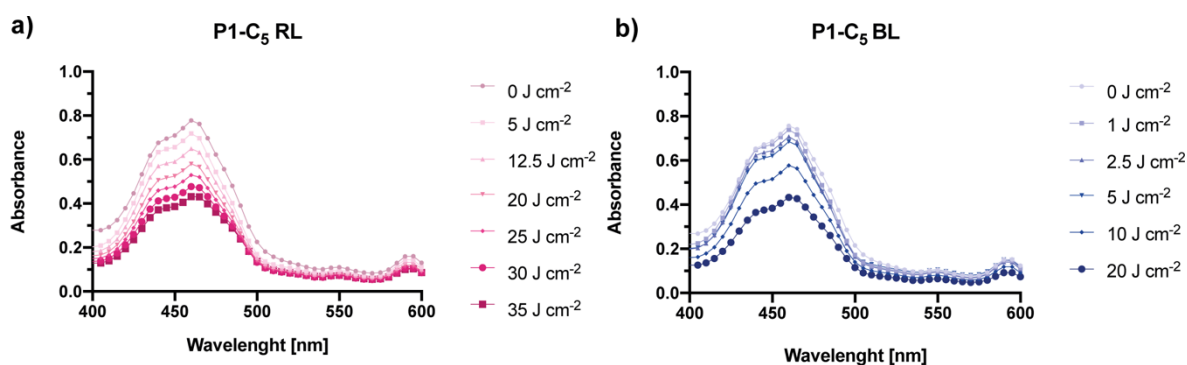 a)
P1-C5 RL
Absorbance
1.0
0.8
0.6
0.4
0.2
0.0
400
450
500
550
600
Wavelenght [nm]
0 J cm-2
5 J cm-2
12.5 J cm-2
20 J cm-2
25 J cm-2
30 J cm-2
35 J cm-2
b)
P1-C5 BL
Absorbance
1.0
0.8
0.6
0.4
0.2
0.0
400
450
500
550
600
Wavelenght [nm]
0 J cm-2
1 J cm-2
2.5 J cm-2
5 J cm-2
10 J cm-2
20 J cm-2